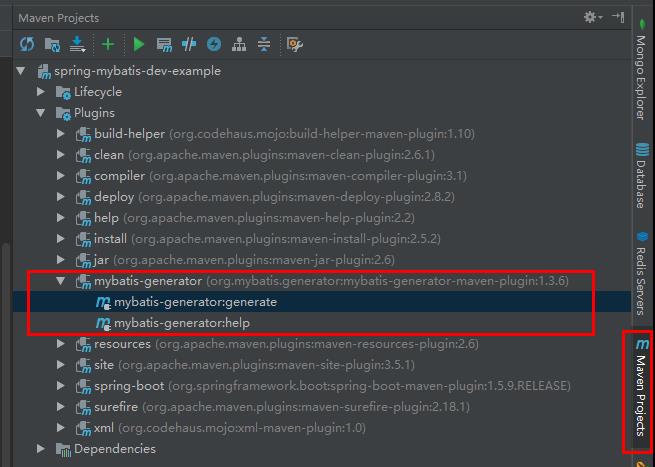 Maven Projects
spring-mybatis-dev-example
Lifecycle
Plugins
build-helper (org.codehaus.mojo:build-helper-maven-plugin:1.10)
clean (org.apache.maven.plugins:maven-clean-plugin:2.6.1)
compiler (org.apache.maven.plugins:maven-compiler-plugin:3.1)
deploy (org.apache.maven.plugins:maven-deploy-plugin:2.8.2)
help (org.apache.maven.plugins:maven-help-plugin:2.2)
install (org.apache.maven.plugins:maven-install-plugin:2.5.2)
jar (org.apache.maven.plugins:maven-jar-plugin:2.6)
mybatis-generator (org.mybatis.generator:mybatis-generator-maven-plugin:1.3.6)
mybatis-generator:generate
mybatis-generator:help
resources (org.apache.maven.plugins:maven-resources-plugin:2.6)
site (org.apache.maven.plugins:maven-site-plugin:3.5.1)
spring-boot (org.springframework.boot:spring-boot-maven-plugin:1.5.9.RELEASE)
surefire (org.apache.maven.plugins:maven-surefire-plugin:2.18.1)
xml (org.codehaus.mojo:xml-maven-plugin:1.0)
Dependencies
Mongo Explorer
Database
Redis Servers
Maven Projects